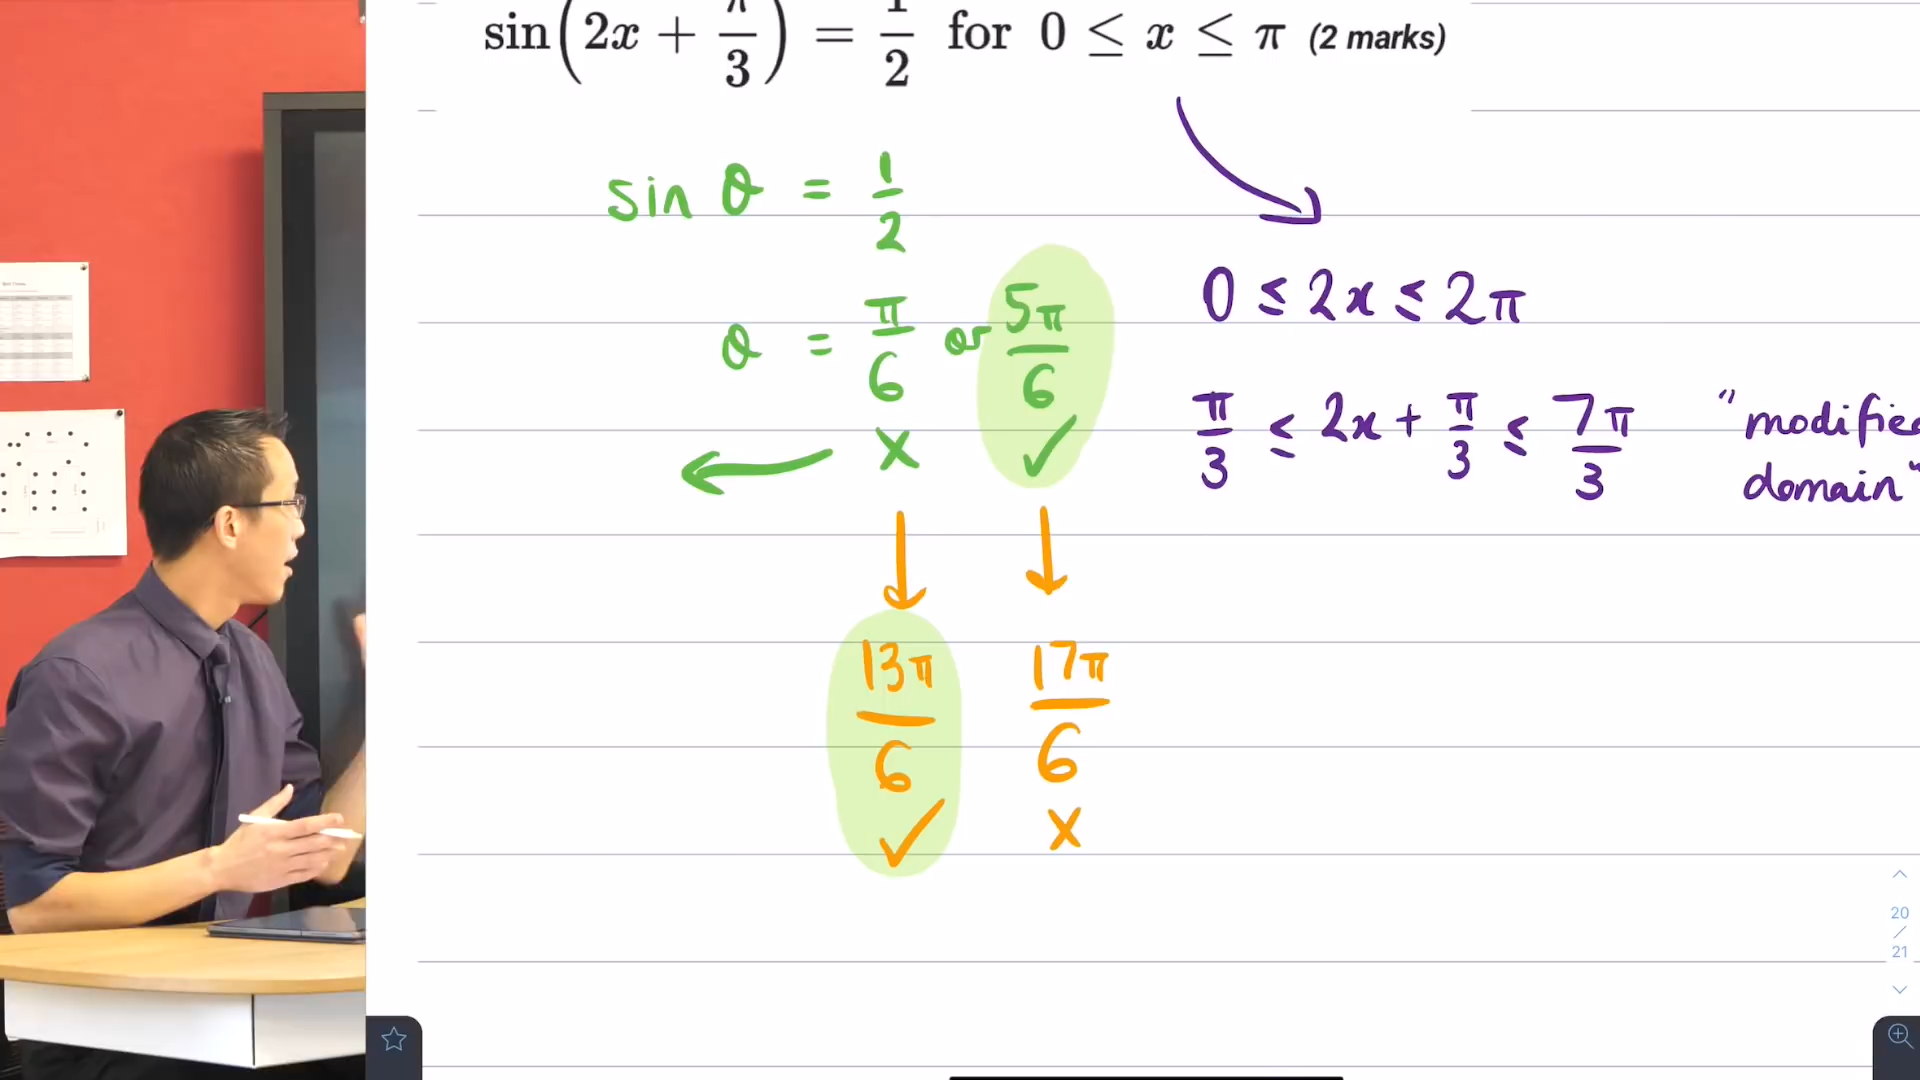 sin(2x + π/3) = 1/2 for 0 ≤ x ≤ π (2 marks)
sin θ = 1/2
θ = π/6 or 5π/6
x ✓
0 ≤ 2x ≤ 2π
π/3 ≤ 2x + π/3 ≤ 7π/3
"modified
domain"
13π/6 17π/6
✓ x
20
/
21